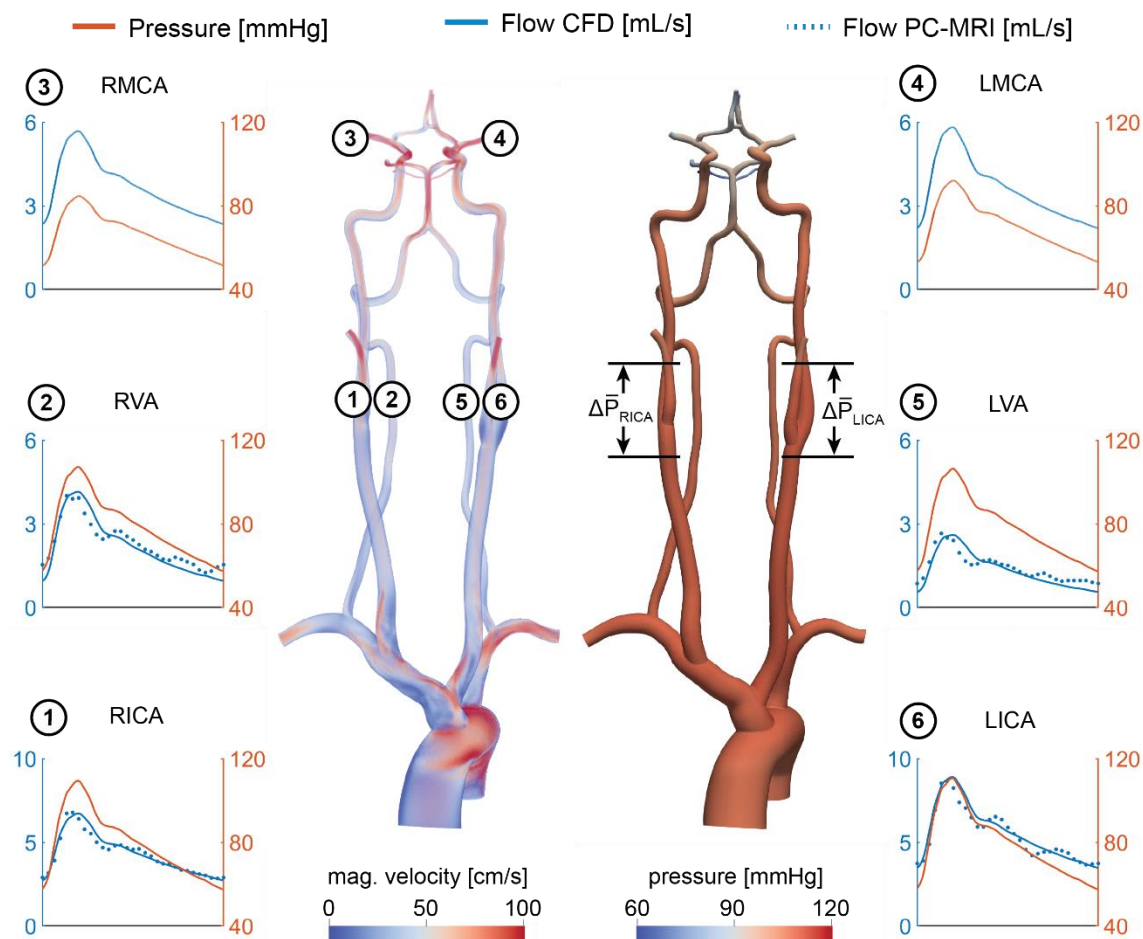 Pressure [mmHg]
Flow CFD [mL/s]
Flow PC-MRI [mL/s]
3 RMCA
6 120
3 80
0 40
4 LMCA
6 120
3 80
0 40
3
4
2 RVA
6 120
3 80
0 40
1 2 5 6
ΔP̅RICA
ΔP̅LICA
5 LVA
6 120
3 80
0 40
1 RICA
10 120
5 80
0 40
6 LICA
10 120
5 80
0 40
mag. velocity [cm/s]
0 50 100
pressure [mmHg]
60 90 120